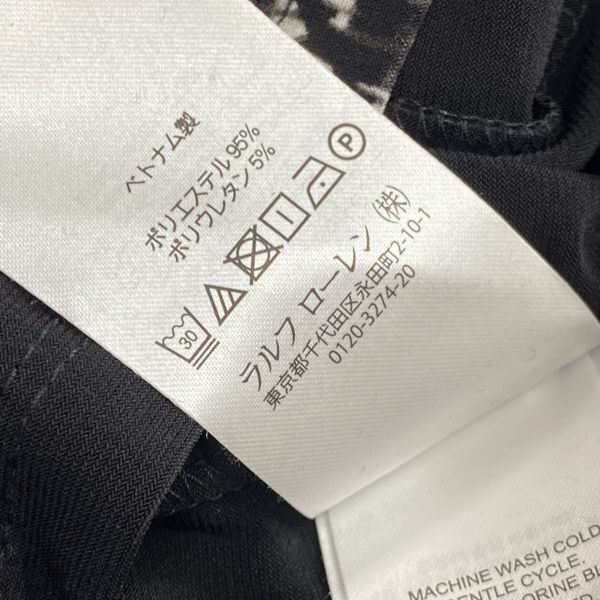 ベトナム製
ポリエステル 95%
ポリウレタン 5%
30
P
ラルフ ローレン (株)
東京都千代田区永田町2-10-1
0120-3274-20
MACHINE WASH COLD
GENTLE CYCLE.